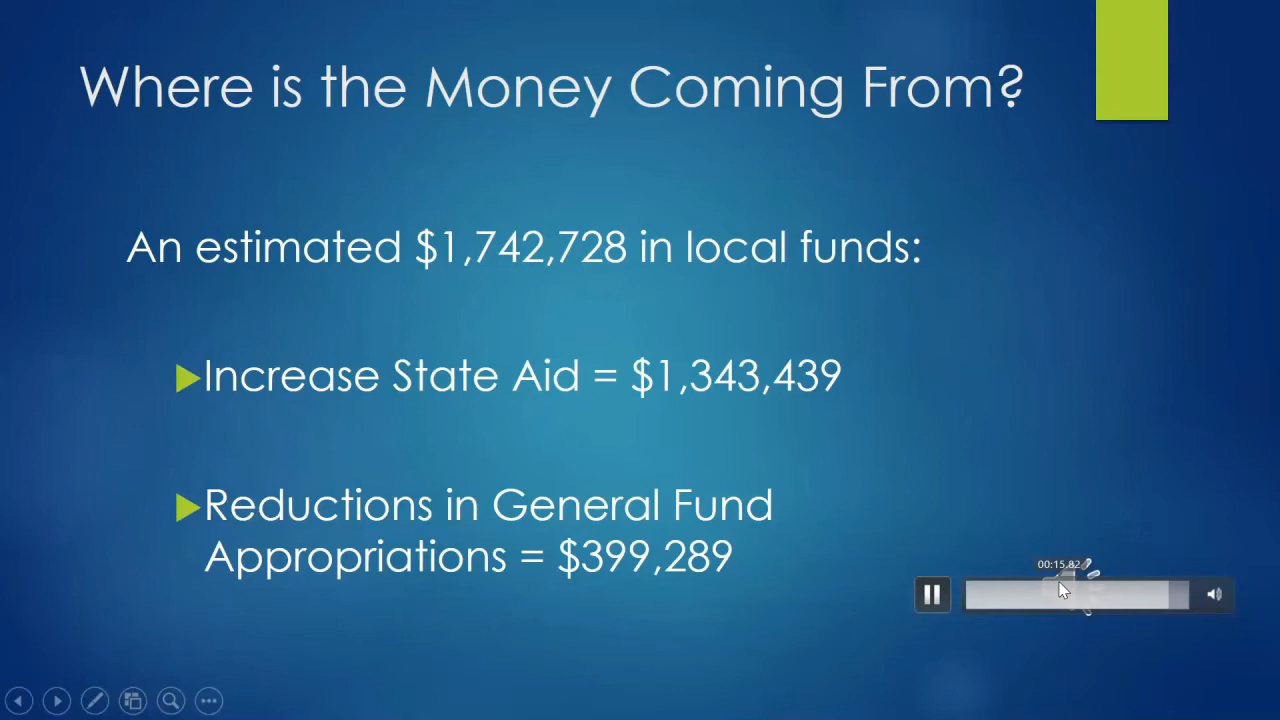 Where is the Money Coming From?
An estimated $1,742,728 in local funds:
Increase State Aid = $1,343,439
Reductions in General Fund
Appropriations = $399,289
00:15.82